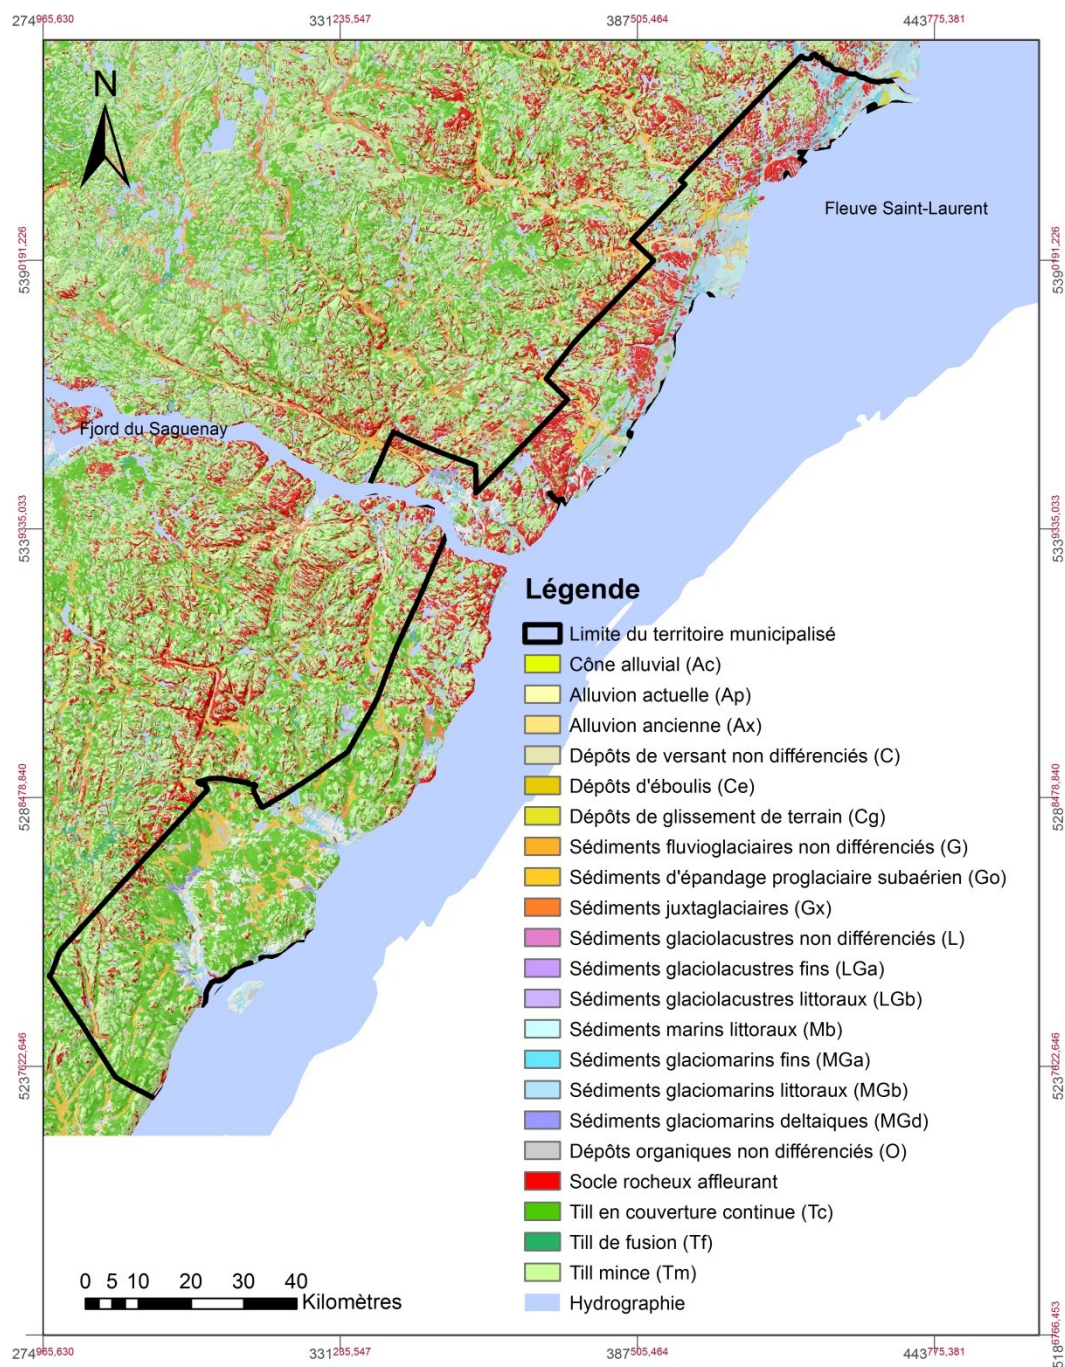 274965,630 331235,547 387505,464 443775,381
N
Fleuve Saint-Laurent
5390191,226 5390191,226
Fjord du Saguenay
5339335,033 5339335,033
Légende
Limite du territoire municipalisé
Cône alluvial (Ac)
Alluvion actuelle (Ap)
Alluvion ancienne (Ax)
Dépôts de versant non différenciés (C)
Dépôts d'éboulis (Ce)
5288478,840 5288478,840
Dépôts de glissement de terrain (Cg)
Sédiments fluvioglaciaires non différenciés (G)
Sédiments d'épandage proglaciaire subaérien (Go)
Sédiments juxtaglaciaires (Gx)
Sédiments glaciolacustres non différenciés (L)
Sédiments glaciolacustres fins (LGa)
Sédiments glaciolacustres littoraux (LGb)
Sédiments marins littoraux (Mb)
Sédiments glaciomarins fins (MGa)
5237622,646 5237622,646
Sédiments glaciomarins littoraux (MGb)
Sédiments glaciomarins deltaiques (MGd)
Dépôts organiques non différenciés (O)
Socle rocheux affleurant
Till en couverture continue (Tc)
Till de fusion (Tf)
Till mince (Tm)
Hydrographie
0 5 10 20 30 40
Kilomètres
5186766,453
274965,630 331235,547 387505,464 443775,381